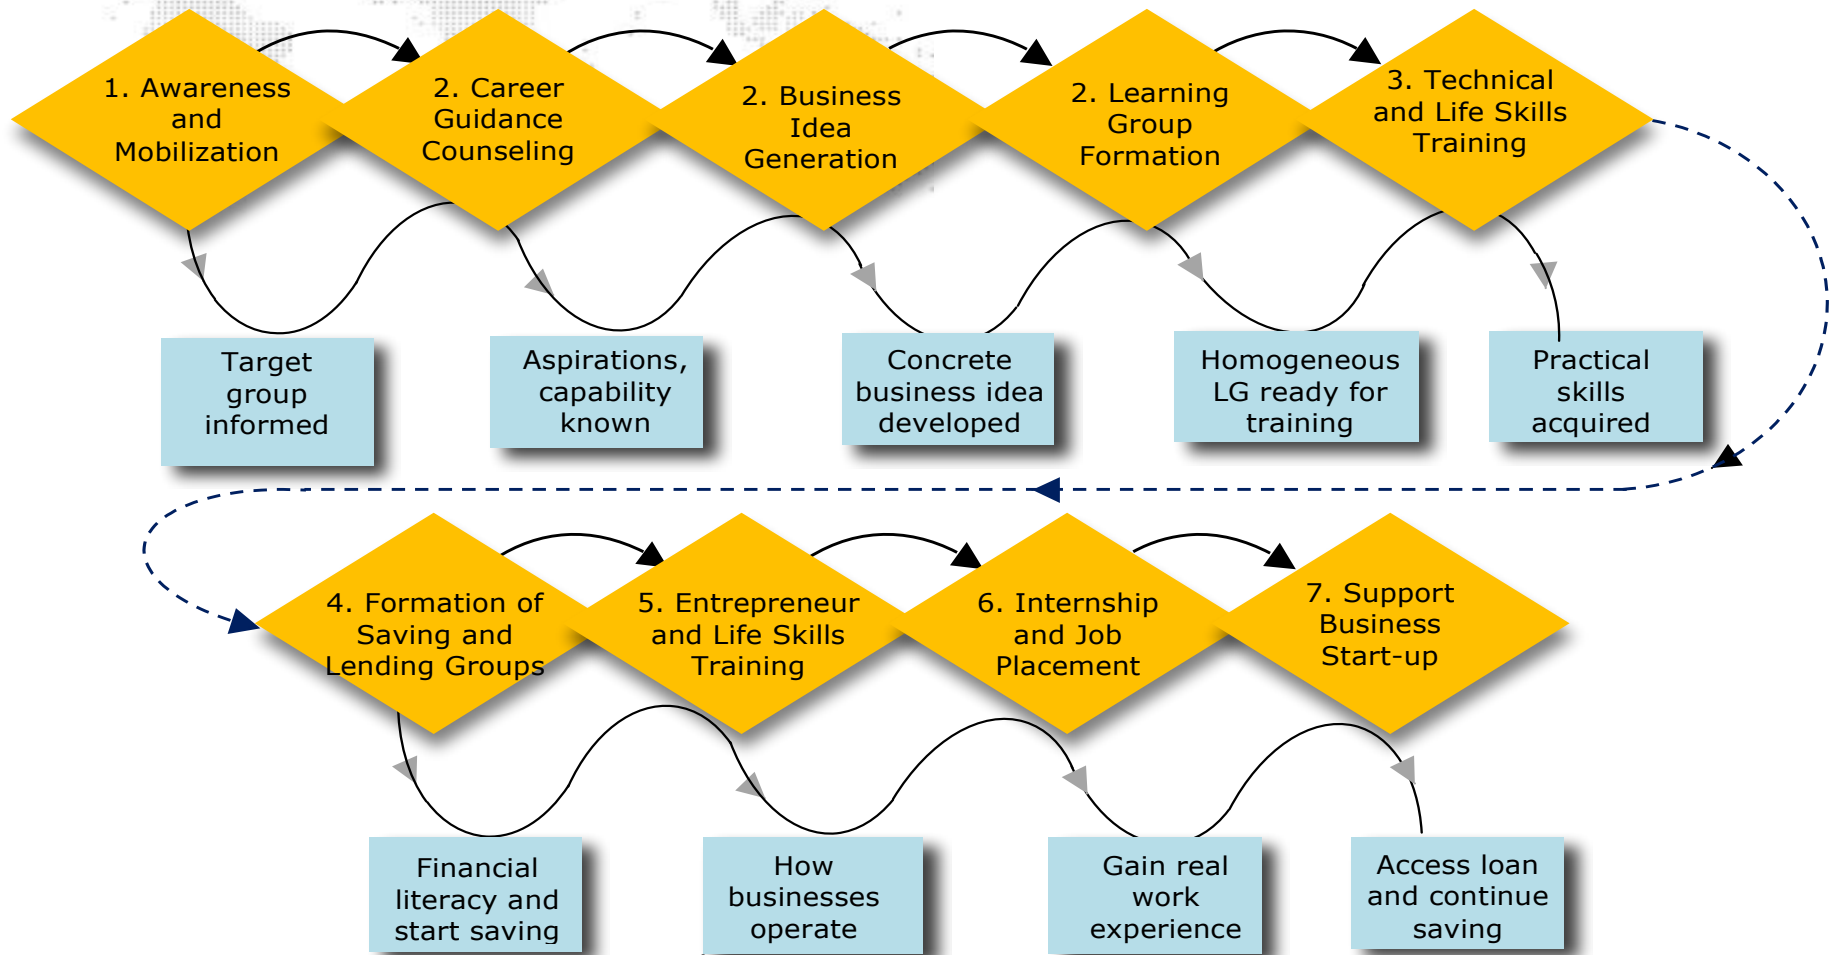 1. Awareness
and
Mobilization
2. Career
Guidance
Counseling
2. Business
Idea
Generation
2. Learning
Group
Formation
3. Technical
and Life Skills
Training
Target
group
informed
Aspirations,
capability
known
Concrete
business idea
developed
Homogeneous
LG ready for
training
Practical
skills
acquired
4. Formation of
Saving and
Lending Groups
5. Entrepreneur
and Life Skills
Training
6. Internship
and Job
Placement
7. Support
Business
Start-up
Financial
literacy and
start saving
How
businesses
operate
Gain real
work
experience
Access loan
and continue
saving